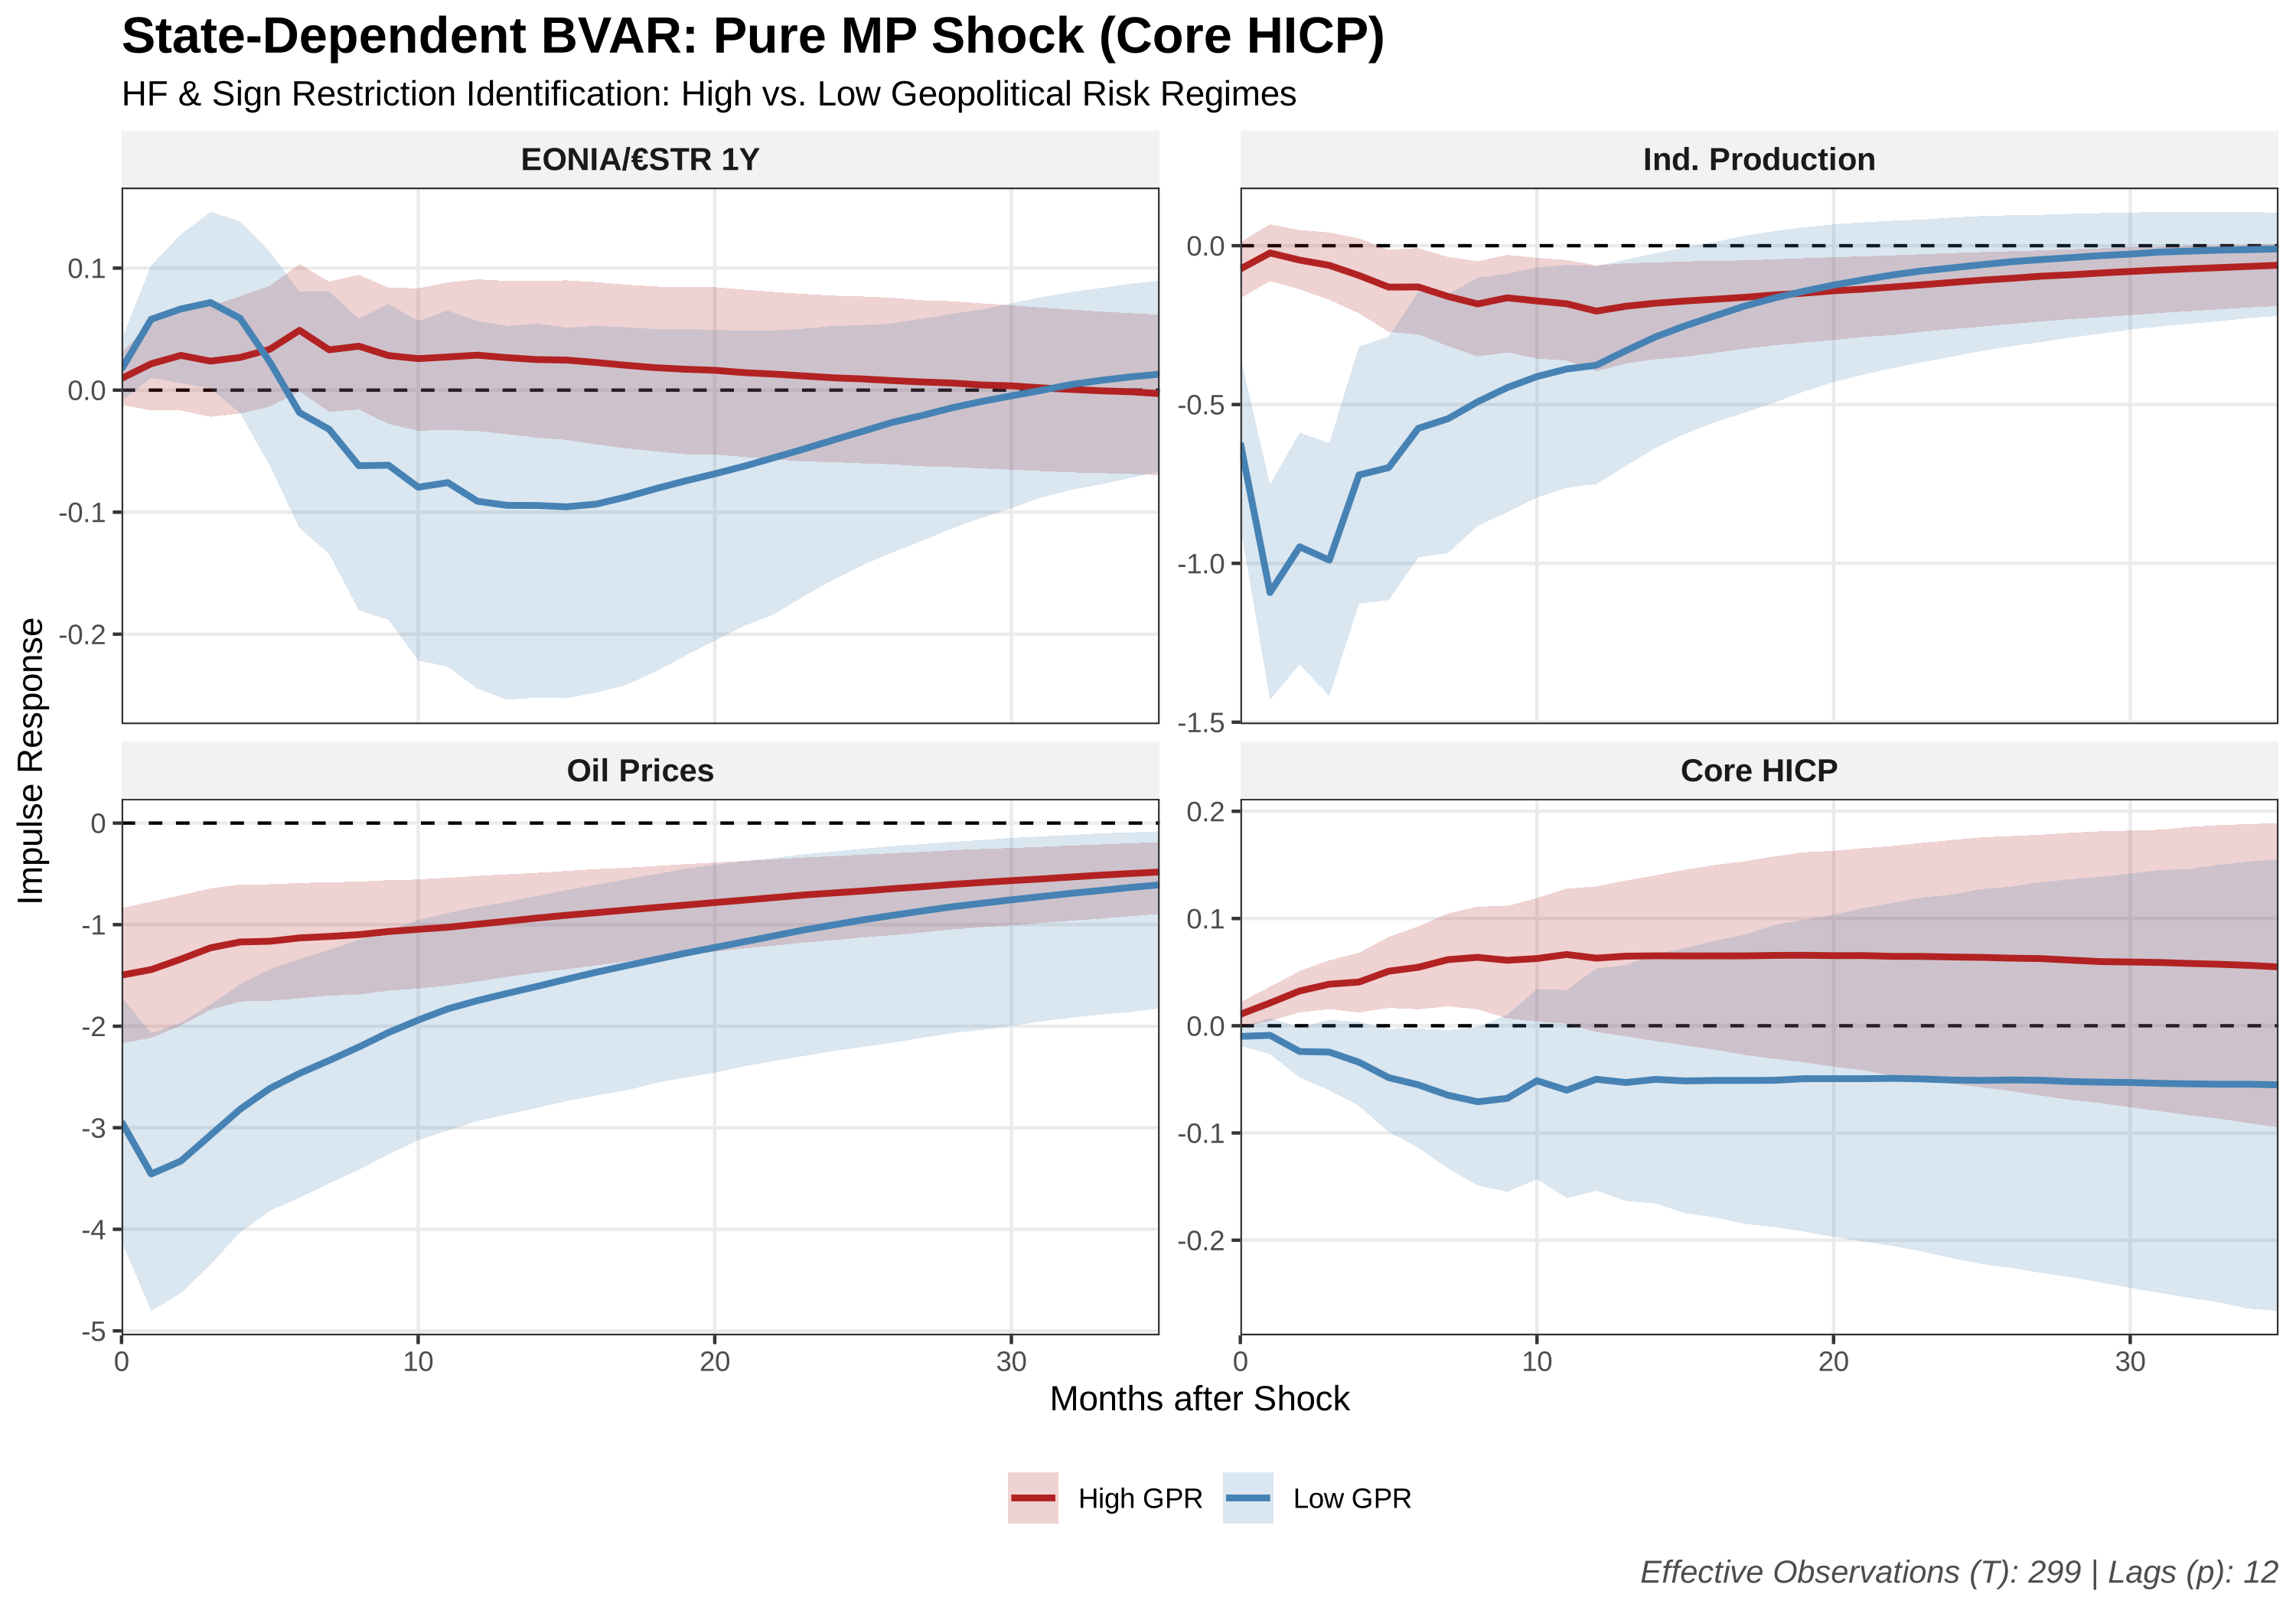 State-Dependent BVAR: Pure MP Shock (Core HICP)
HF & Sign Restriction Identification: High vs. Low Geopolitical Risk Regimes
EONIA/€STR 1Y
Ind. Production
0.1
0.0
-0.1
-0.2
0.0
-0.5
-1.0
-1.5
Impulse Response
Oil Prices
Core HICP
0
-1
-2
-3
-4
-5
0.2
0.1
0.0
-0.1
-0.2
0 10 20 30
0 10 20 30
Months after Shock
High GPR Low GPR
Effective Observations (T): 299 | Lags (p): 12